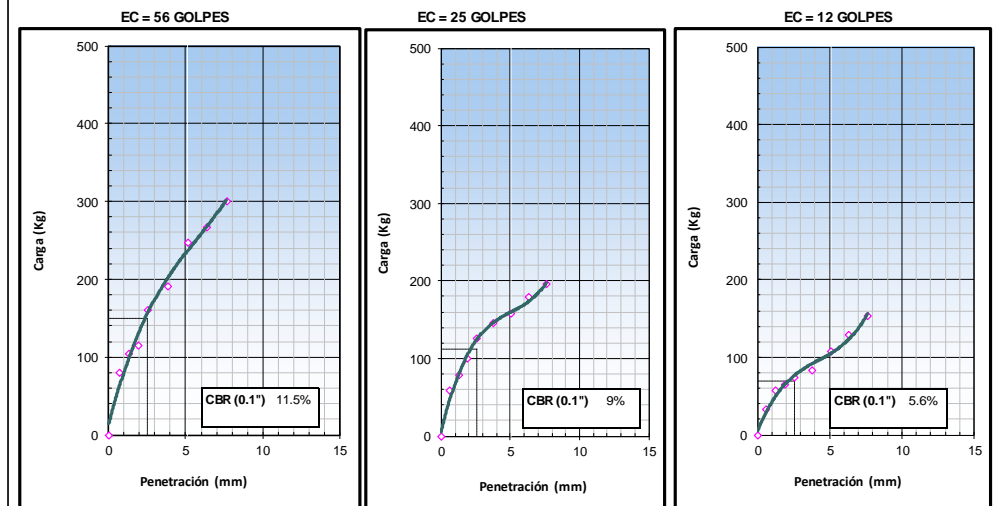 EC = 56 GOLPES
500
400
300
200
100
0
0 5 10 15
Carga (Kg)
Penetración (mm)
CBR (0.1") 11.5%
EC = 25 GOLPES
500
400
300
200
100
0
0 5 10 15
Carga (Kg)
Penetración (mm)
CBR (0.1") 9%
EC = 12 GOLPES
500
400
300
200
100
0
0 5 10 15
Carga (Kg)
Penetración (mm)
CBR (0.1") 5.6%